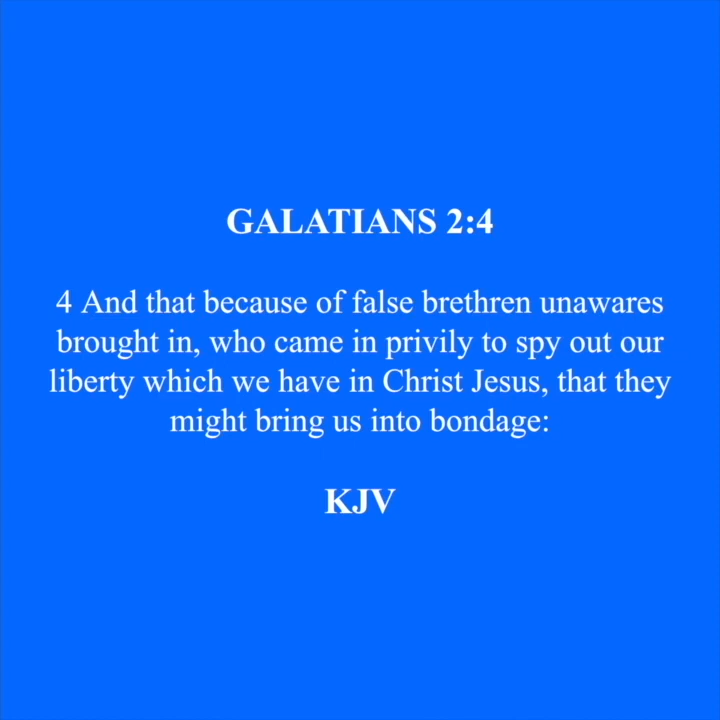 GALATIANS 2:4
4 And that because of false brethren unawares
brought in, who came in privily to spy out our
liberty which we have in Christ Jesus, that they
might bring us into bondage:
KJV